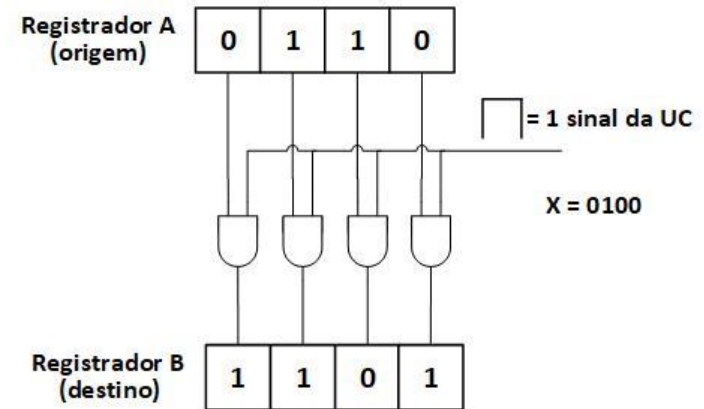 Registrador A
(origem)
0 1 1 0
= 1 sinal da UC
X = 0100
Registrador B
(destino)
1 1 0 1